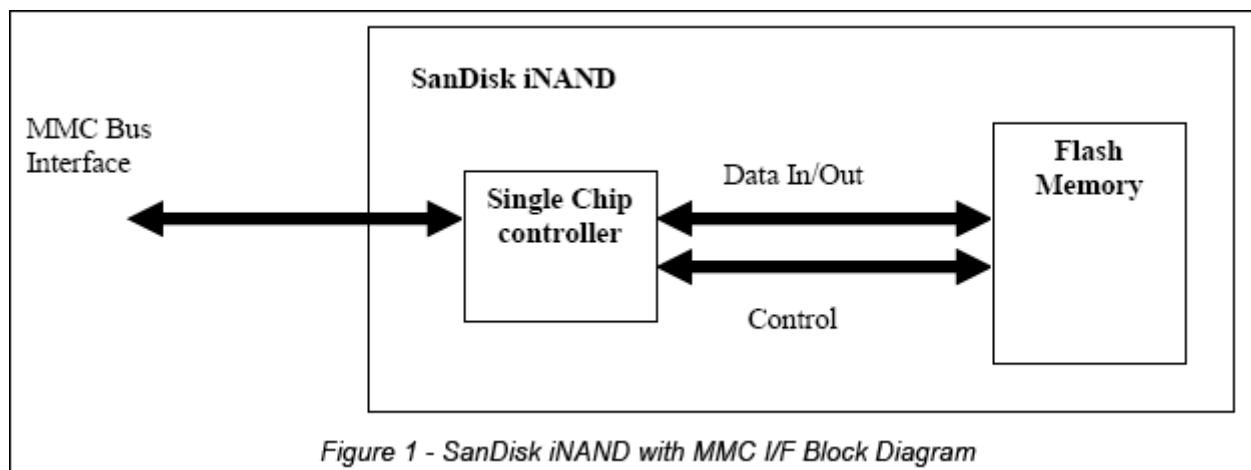 SanDisk iNAND
MMC Bus
Interface
Single Chip
controller
Data In/Out
Control
Flash
Memory
Figure 1 - SanDisk iNAND with MMC I/F Block Diagram